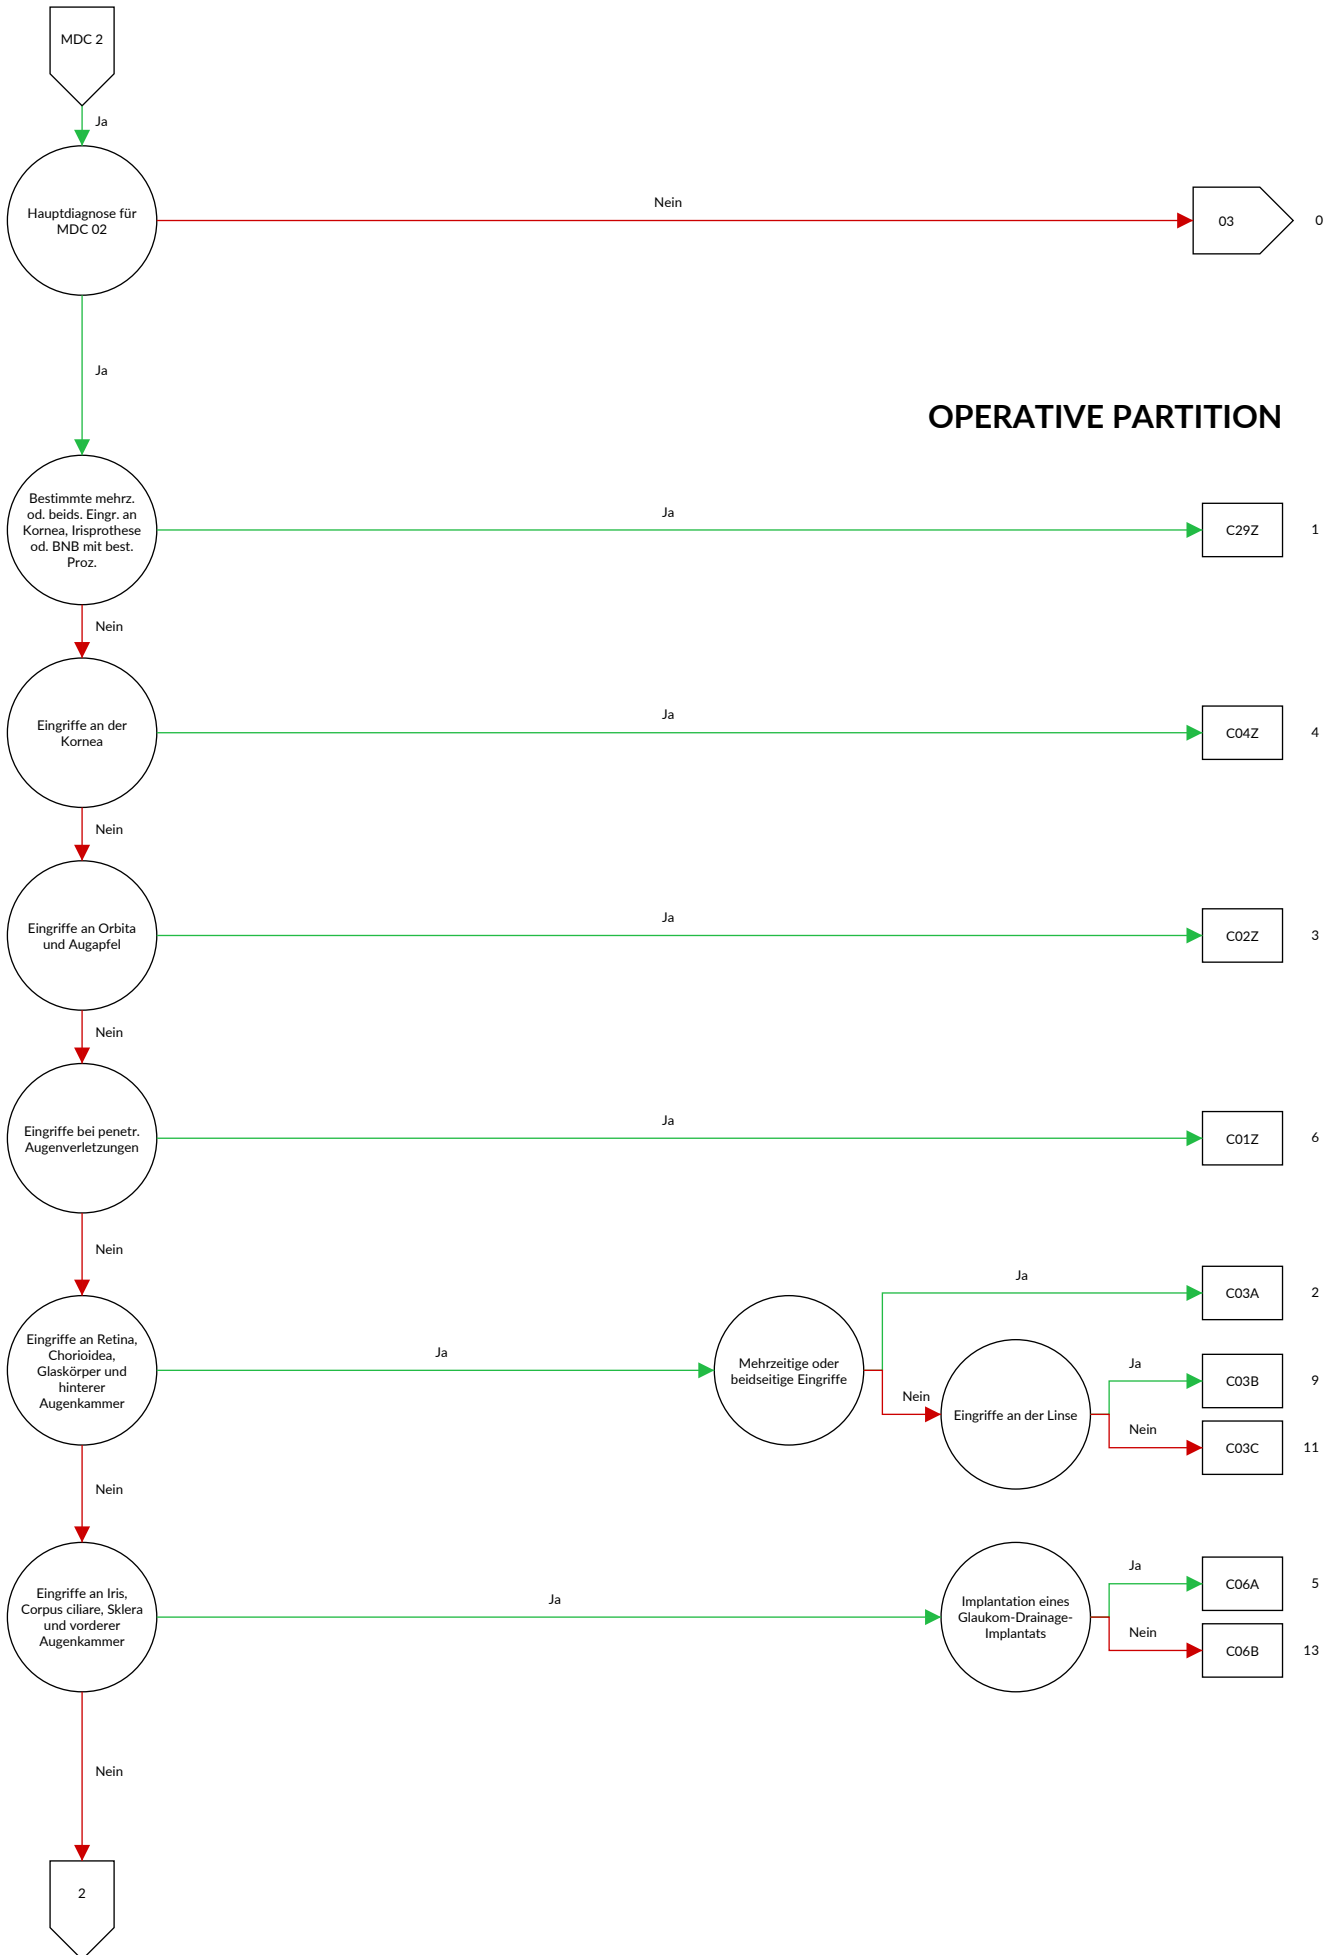 MDC 2
Ja
Hauptdiagnose für
MDC 02
Nein
03
0
Ja
OPERATIVE PARTITION
Bestimmte mehrz.
od. beids. Eingr. an
Kornea, Irisprothese
od. BNB mit best.
Proz.
Ja
C29Z
1
Nein
Eingriffe an der
Kornea
Ja
C04Z
4
Nein
Eingriffe an Orbita
und Augapfel
Ja
C02Z
3
Nein
Eingriffe bei penetr.
Augenverletzungen
Ja
C01Z
6
Nein
Eingriffe an Retina,
Chorioidea,
Glaskörper und
hinterer
Augenkammer
Ja
Mehrzeitige oder
beidseitige Eingriffe
Ja
C03A
2
Nein
Eingriffe an der Linse
Ja
C03B
9
Nein
C03C
11
Nein
Eingriffe an Iris,
Corpus ciliare, Sklera
und vorderer
Augenkammer
Ja
Implantation eines
Glaukom-Drainage-
Implantats
Ja
C06A
5
Nein
C06B
13
Nein
2